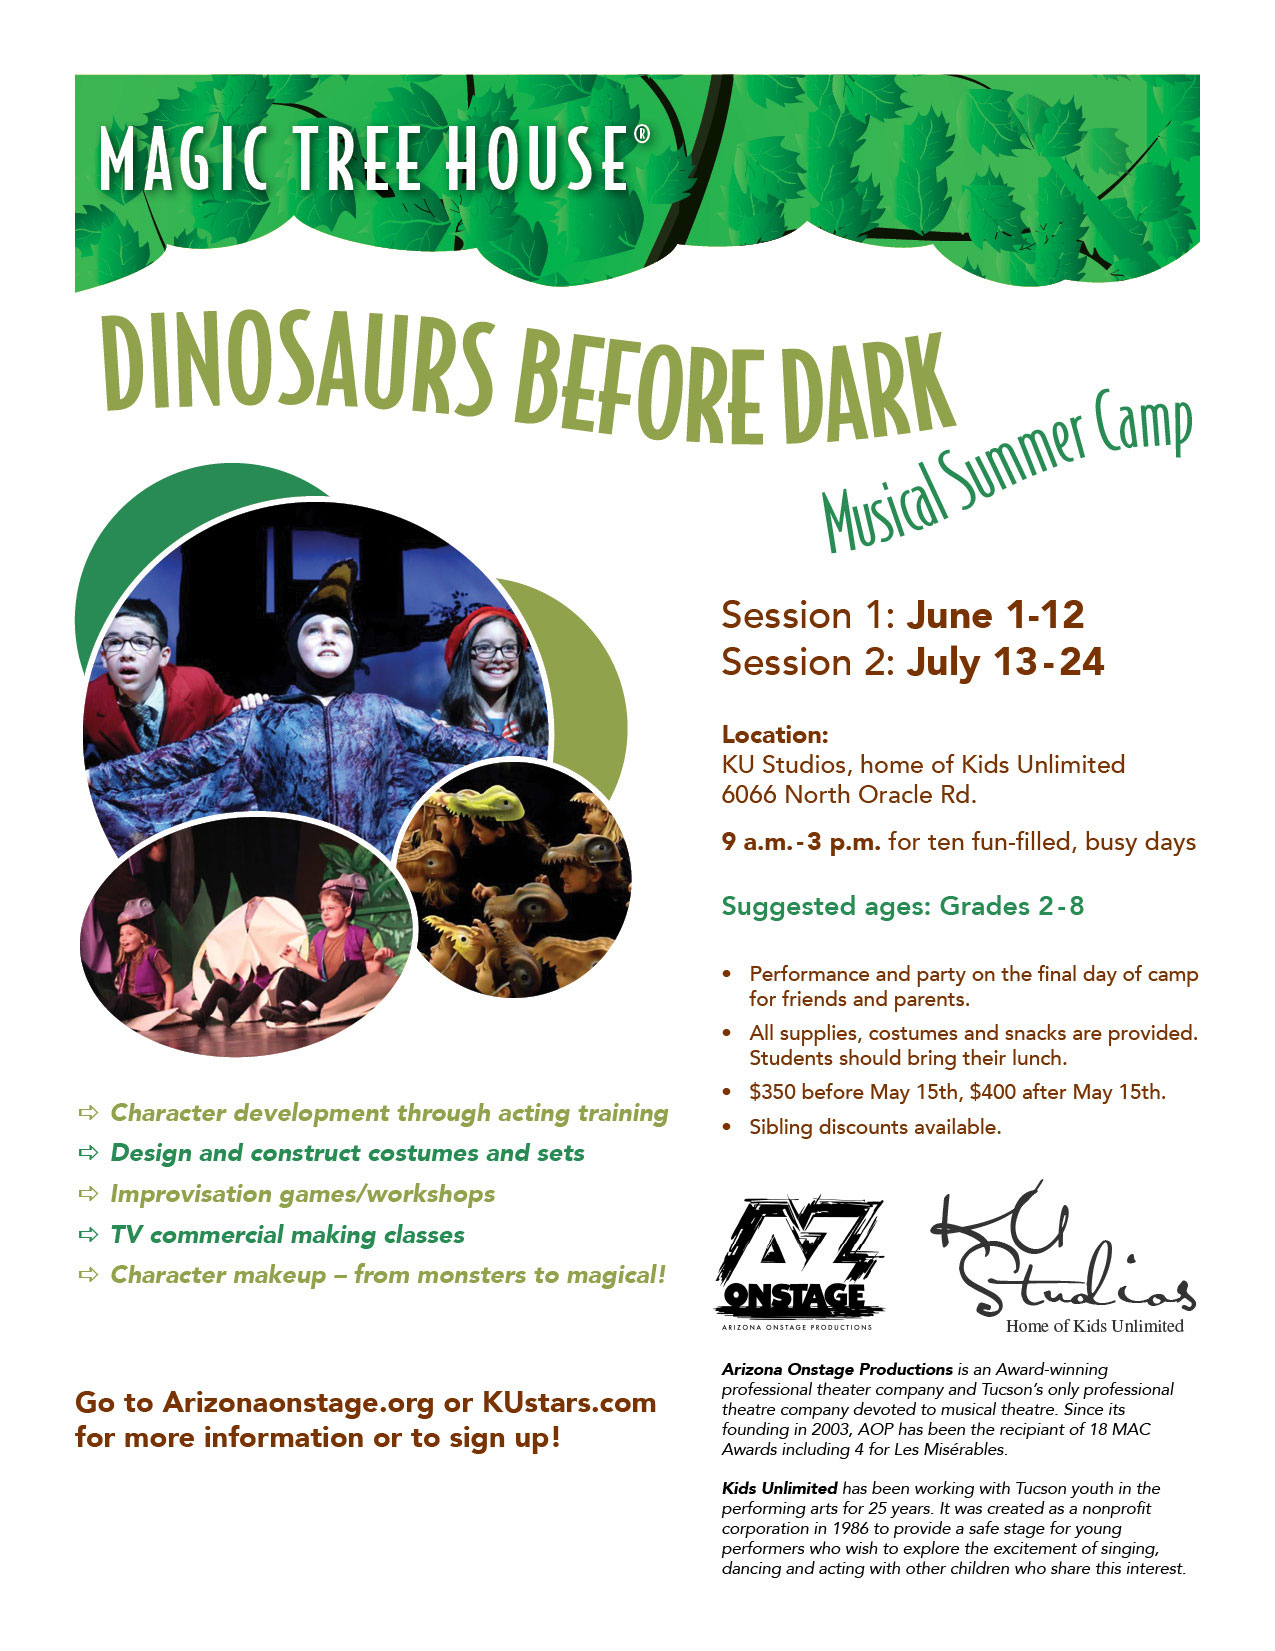 MAGIC TREE HOUSE®
DINOSAURS BEFORE DARK
Musical Summer Camp
Session 1: June 1-12
Session 2: July 13-24
Location:
KU Studios, home of Kids Unlimited
6066 North Oracle Rd.
9 a.m.-3 p.m. for ten fun-filled, busy days
Suggested ages: Grades 2-8
• Performance and party on the final day of camp
for friends and parents.
• All supplies, costumes and snacks are provided.
Students should bring their lunch.
• $350 before May 15th, $400 after May 15th.
• Sibling discounts available.
➩ Character development through acting training
➩ Design and construct costumes and sets
➩ Improvisation games/workshops
➩ TV commercial making classes
➩ Character makeup – from monsters to magical!
Go to Arizonaonstage.org or KUstars.com
for more information or to sign up!
AZ
ONSTAGE
ARIZONA ONSTAGE PRODUCTIONS
KU
Studios
Home of Kids Unlimited
Arizona Onstage Productions is an Award-winning
professional theater company and Tucson's only professional
theatre company devoted to musical theatre. Since its
founding in 2003, AOP has been the recipiant of 18 MAC
Awards including 4 for Les Misérables.
Kids Unlimited has been working with Tucson youth in the
performing arts for 25 years. It was created as a nonprofit
corporation in 1986 to provide a safe stage for young
performers who wish to explore the excitement of singing,
dancing and acting with other children who share this interest.